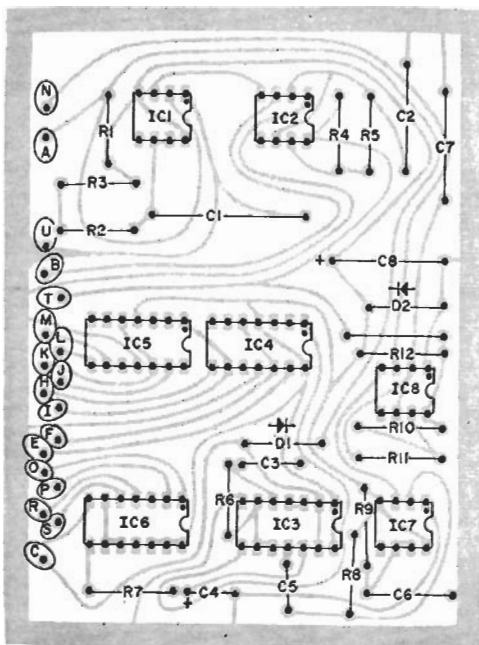 N
A
R1
IC1
IC2
R4
R5
C2
C7
R3
R2
C1
U
B
T
+
C8
D2
M
L
K
J
H
I
IC5
IC4
R12
IC8
F
E
O
P
R
S
C
D1
C3
R10
R11
R6
IC6
IC3
R9
IC7
R7
+
C4
C5
R8
C6